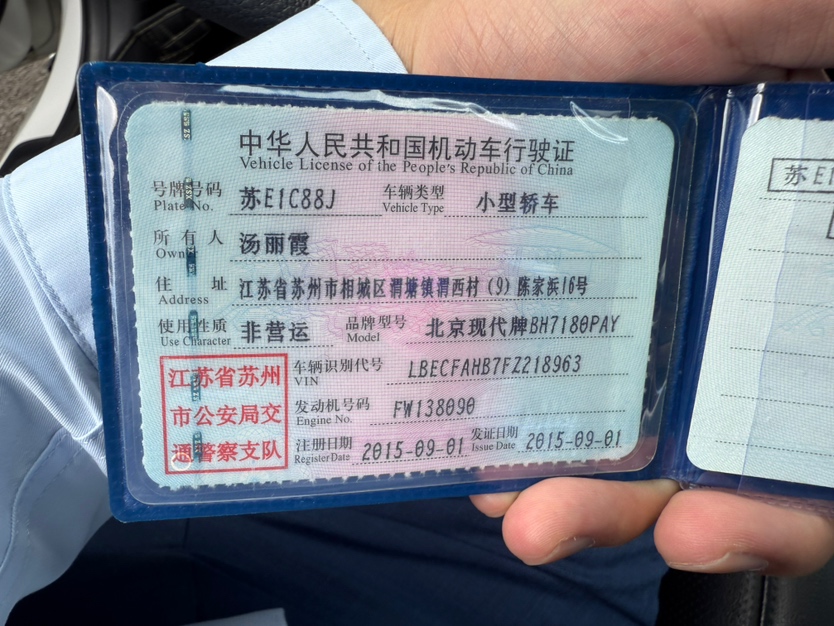 中华人民共和国机动车行驶证
Vehicle License of the People's Republic of China
号牌号码 苏E1C88J 车辆类型 小型轿车
Plate No. Vehicle Type
所有人 汤丽霞
Owner
住址 江苏省苏州市相城区渭塘镇渭西村(9)陈家浜16号
Address
使用性质 非营运 品牌型号 北京现代牌BH7180PAY
Use Character Model
江苏省苏州
市公安局交
通警察支队
车辆识别代号 LBECFAHB7FZ218963
VIN
发动机号码 FW138090
Engine No.
注册日期 2015-09-01 发证日期 2015-09-01
Register Date Issue Date
苏E1